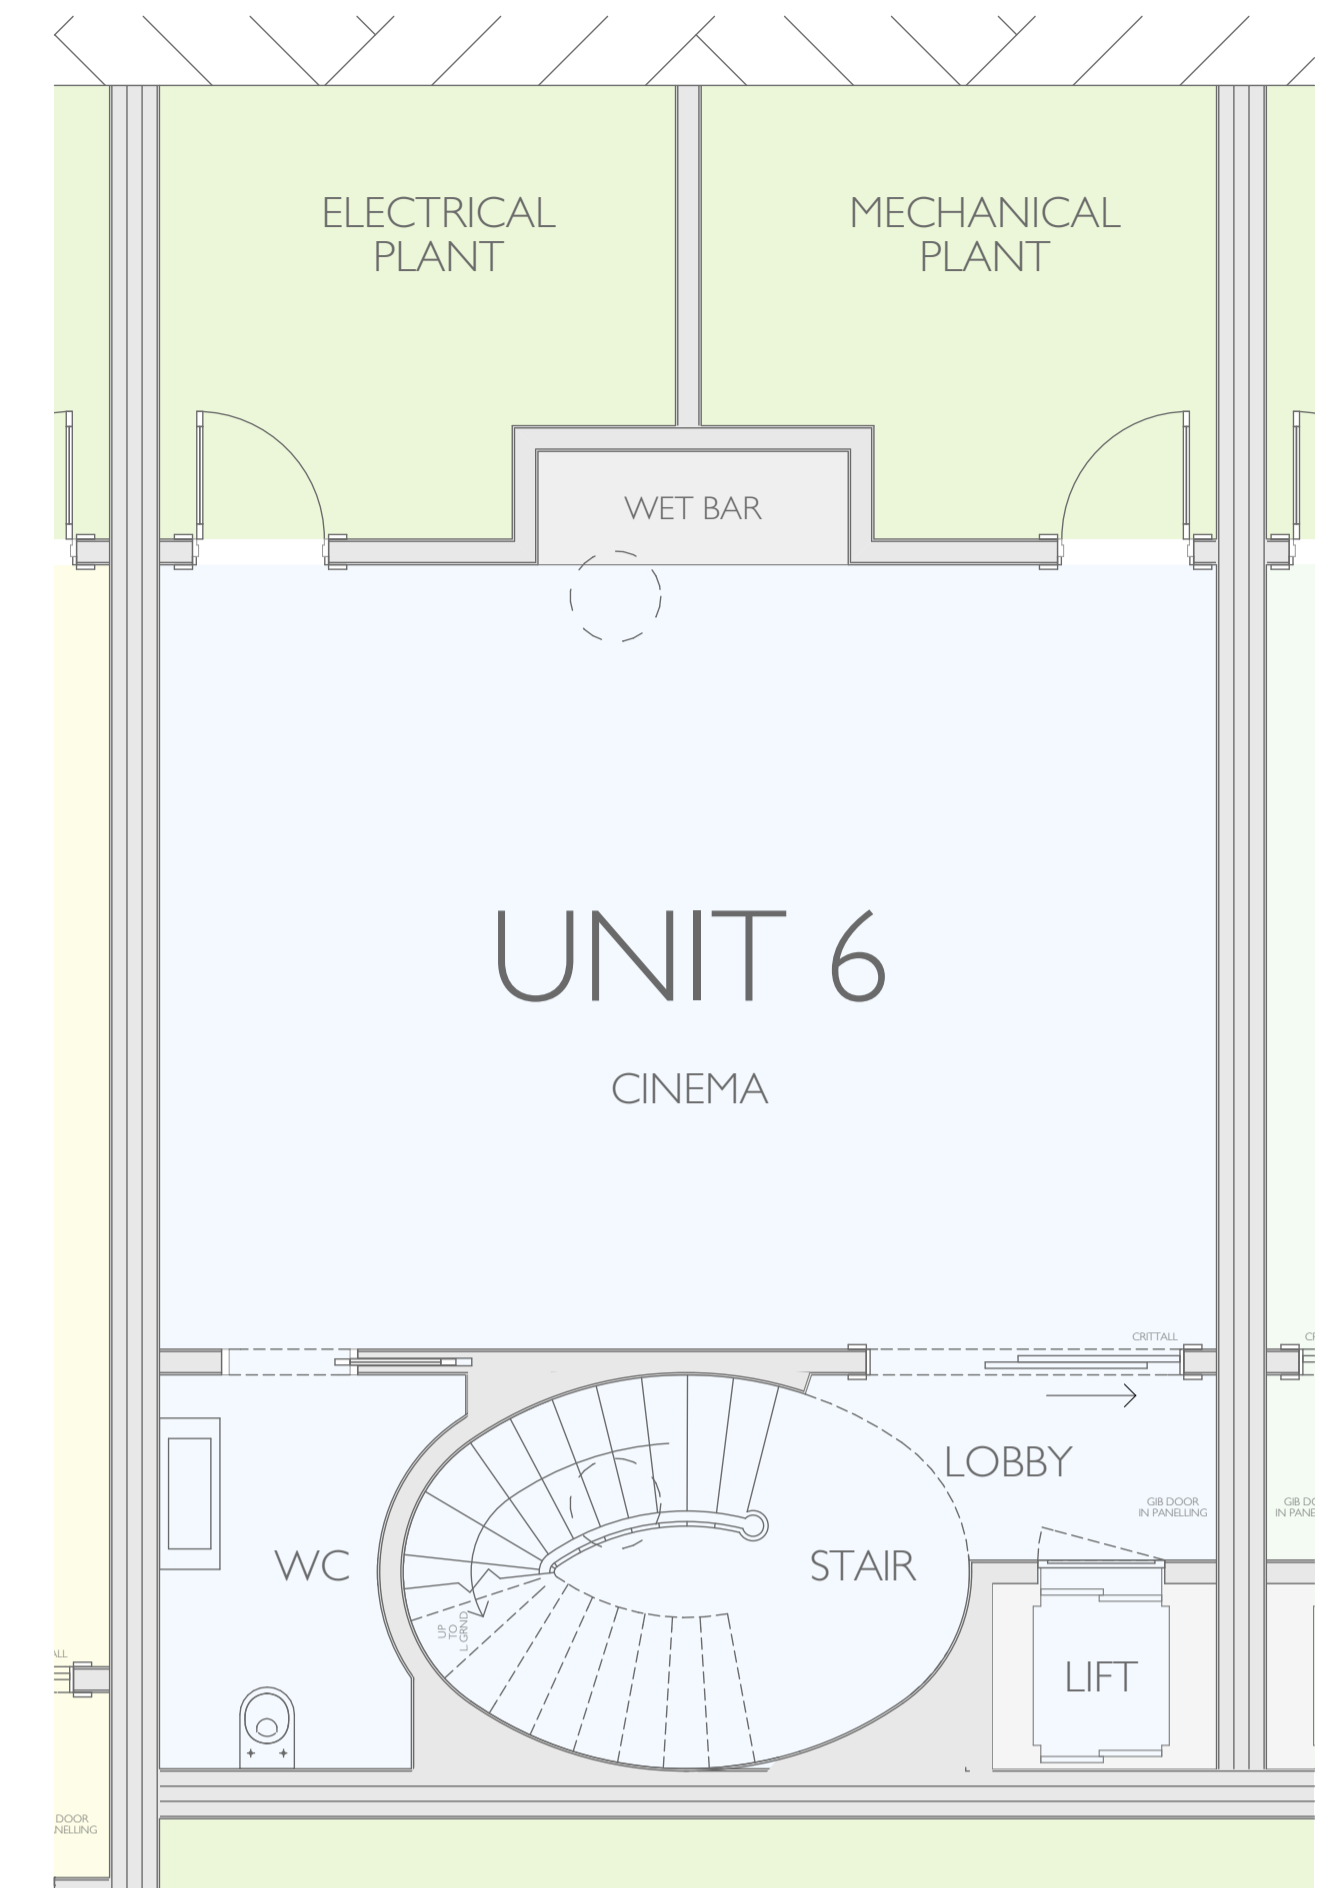 ELECTRICAL
PLANT
MECHANICAL
PLANT
WET BAR
UNIT 6
CINEMA
CRITTALL
LOBBY
GIB DOOR
IN PANELLING
WC
STAIR
UP
TO
L GRND
LIFT
DOOR